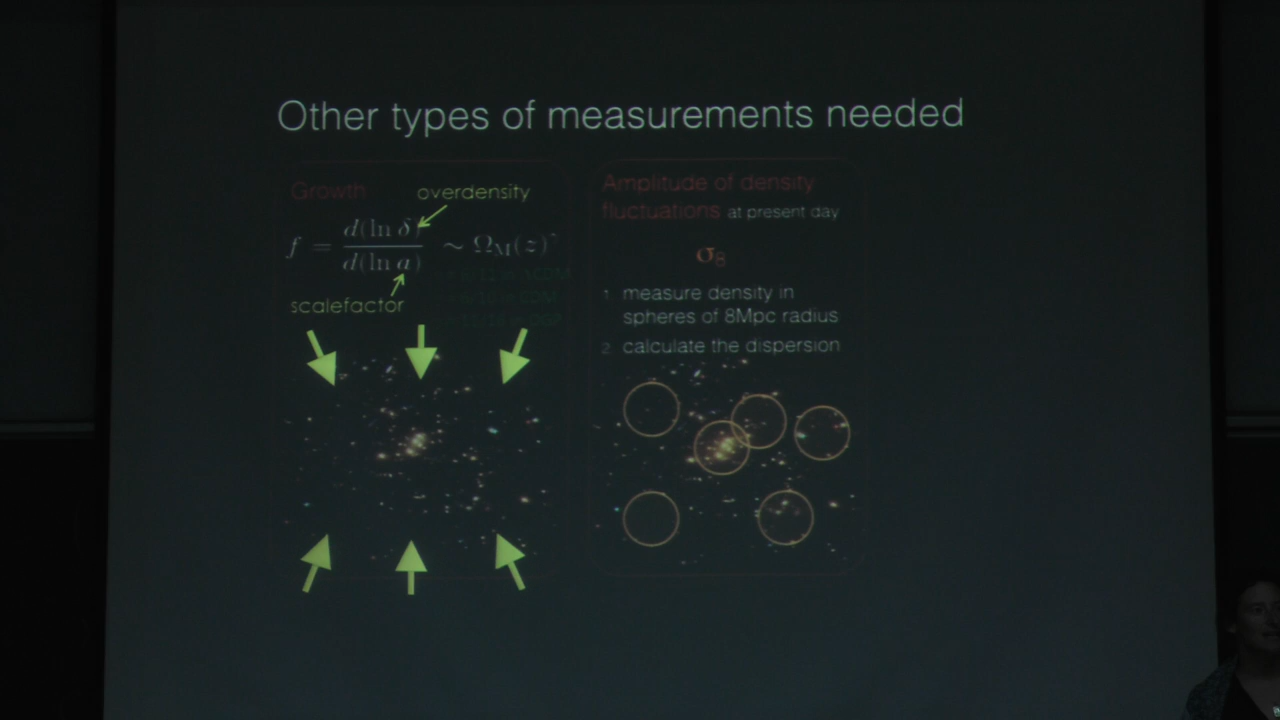 Other types of measurements needed
Growth
overdensity
f = d(ln δ) / d(ln a) ~ Ω_M(z)^γ
scalefactor
Amplitude of density
fluctuations at present day
σ8
1. measure density in
spheres of 8Mpc radius
2. calculate the dispersion